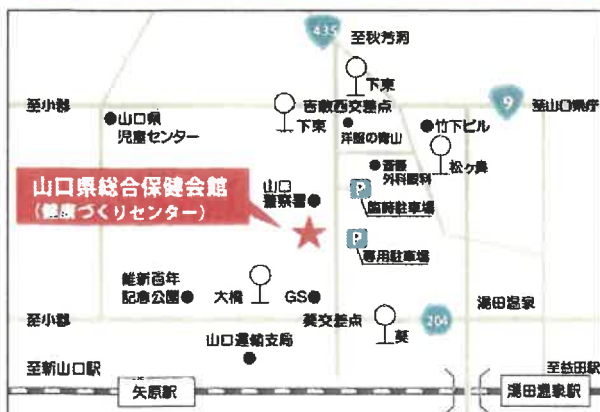 435
至秋芳洞
下東
至小郡
吉敷西交差点
9
至山口県庁
山口県
児童センター
下東
洋服の青山
竹下ビル
松ヶ鼻
外科眼科
山口県総合保健会館
(健康づくりセンター)
山口
警察署
P
臨時駐車場
P
専用駐車場
維新百年
記念公園
大橋
GS
湯田温泉
至小郡
葵交差点
葵
204
山口運輸支局
至新山口駅
至益田駅
矢原駅
湯田温泉駅